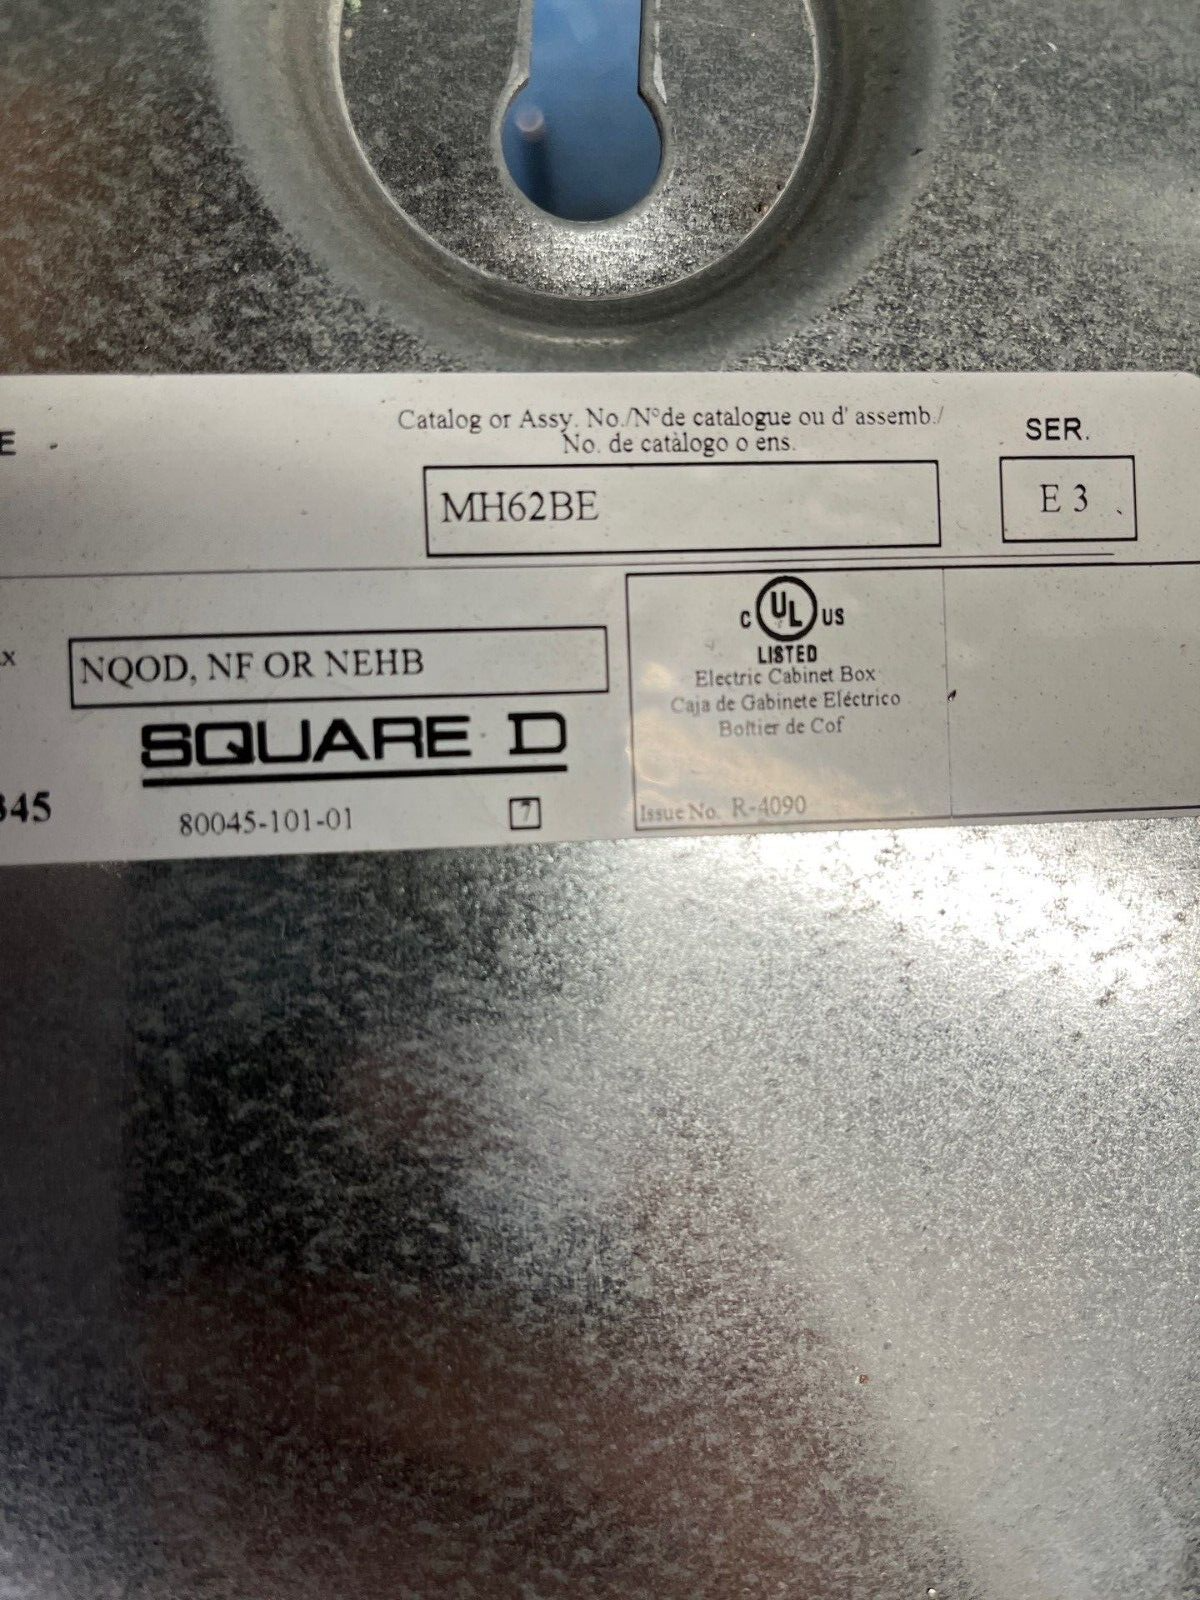 Catalog or Assy. No./N°de catalogue ou d' assemb./
No. de catàlogo o ens.
SER.
E
MH62BE
E 3
x
NQOD, NF OR NEHB
C UL US
LISTED
Electric Cabinet Box
Caja de Gabinete Eléctrico
Boîtier de Cof
SQUARE D
345
80045-101-01
7
Issue No. R-4090